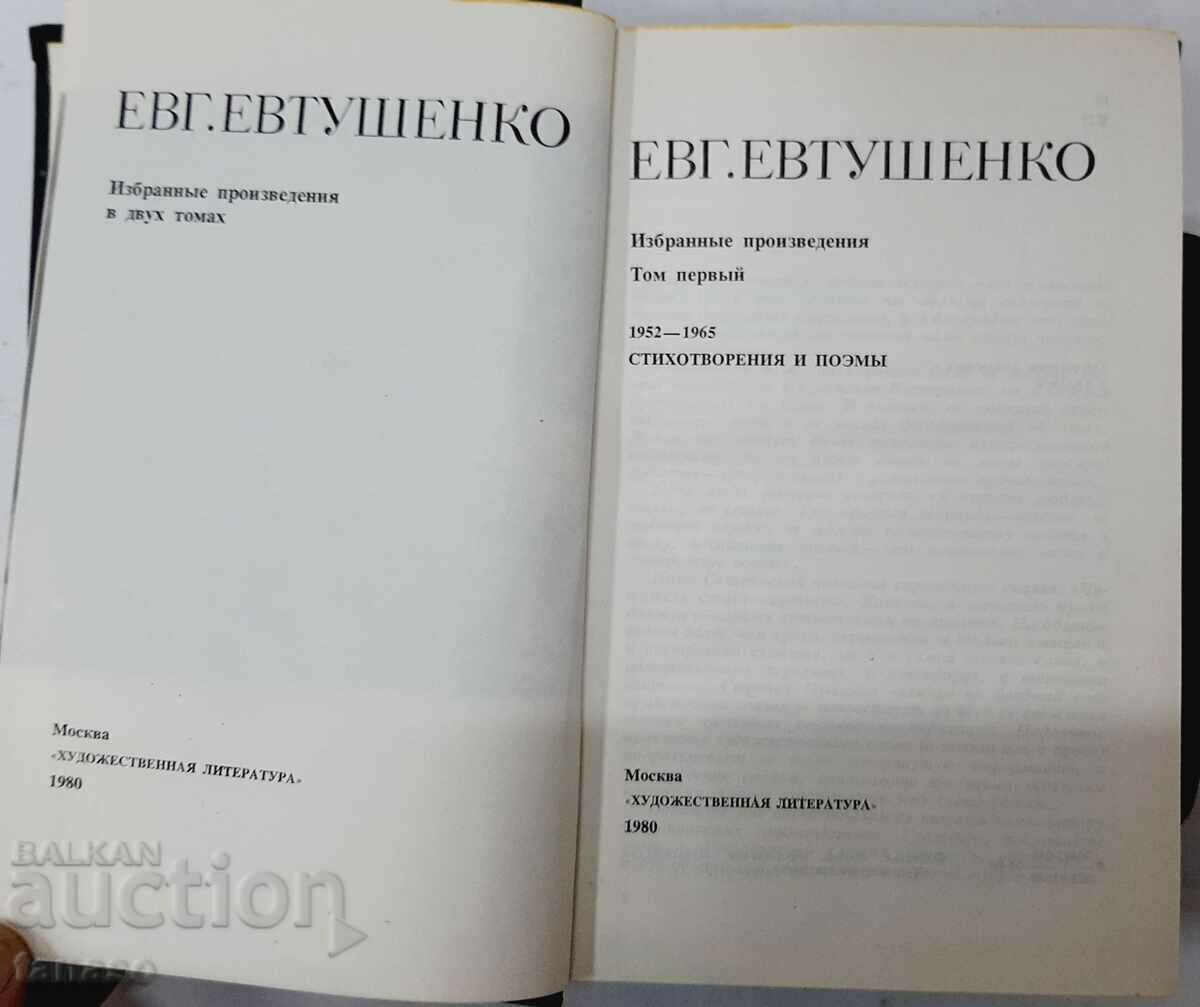 ЕВГ. ЕВТУШЕНКО
Избранные произведения
в двух томах
Москва
«ХУДОЖЕСТВЕННАЯ ЛИТЕРАТУРА»
1980
ЕВГ. ЕВТУШЕНКО
Избранные произведения
Том первый
1952—1965
СТИХОТВОРЕНИЯ И ПОЭМЫ
Москва
«ХУДОЖЕСТВЕННАЯ ЛИТЕРАТУРА»
1980
BALKAN
auction
tanaso